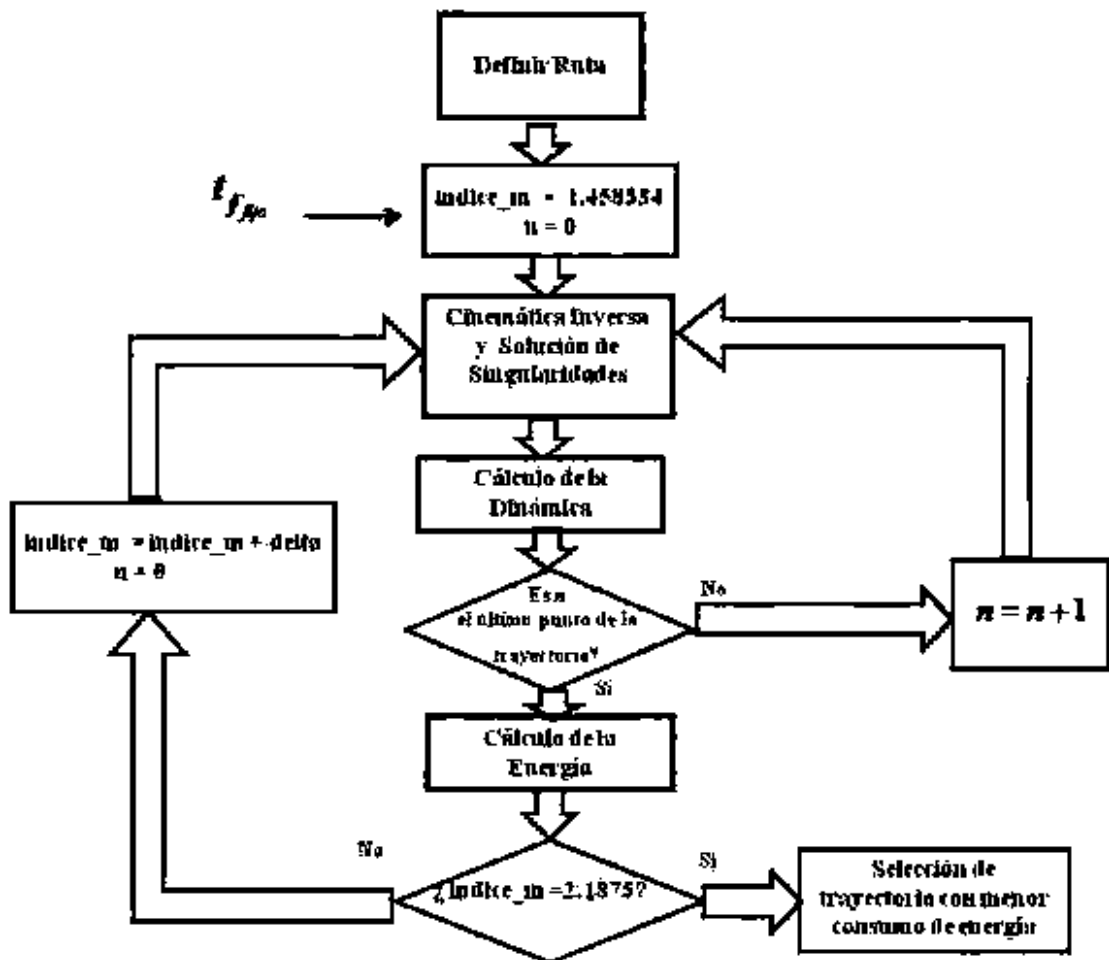 Definir Ruta
indice_m = 1.458334
n = 0
Cinemática Inversa
y Solución de
Singularidades
Cálculo de la
Dinámica
indice_m = indice_m + delta
n = 0
Es n
el último punto de la
trayectoria?
No
n = n + 1
Si
Cálculo de la
Energía
No
¿Indice_m =2.1875?
Si
Selección de
trayectoria con menor
consumo de energía